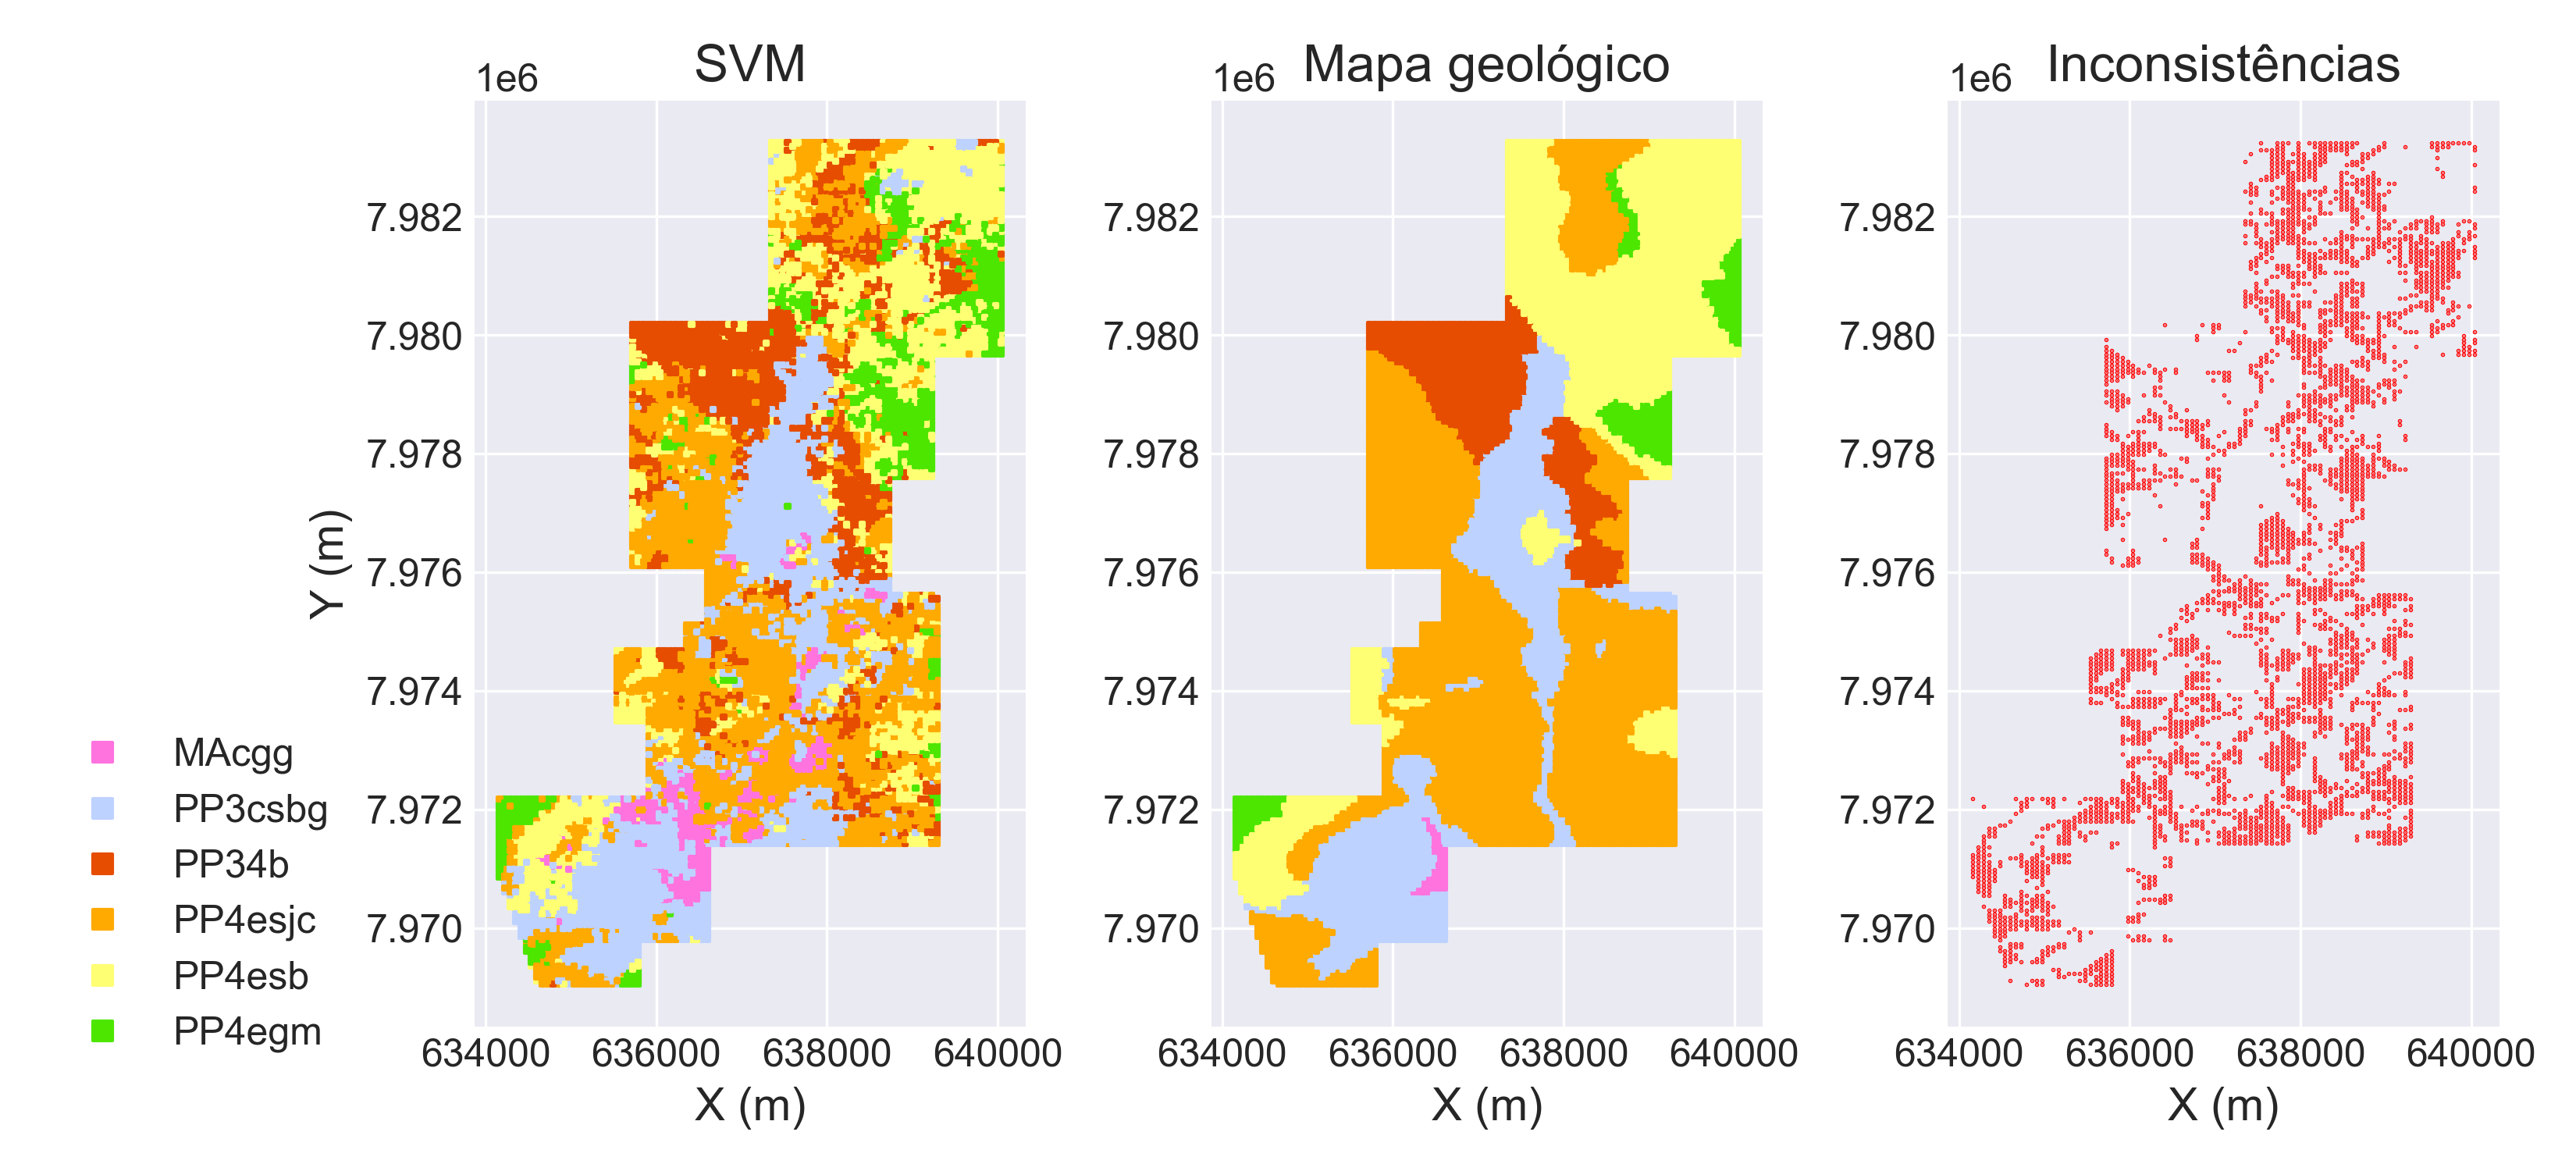 SVM
Mapa geológico
Inconsistências
1e6
1e6
1e6
7.982
7.980
7.978
7.976
7.974
7.972
7.970
7.982
7.980
7.978
7.976
7.974
7.972
7.970
7.982
7.980
7.978
7.976
7.974
7.972
7.970
Y (m)
MAcgg
PP3csbg
PP34b
PP4esjc
PP4esb
PP4egm
634000 636000 638000 640000
634000 636000 638000 640000
634000 636000 638000 640000
X (m)
X (m)
X (m)